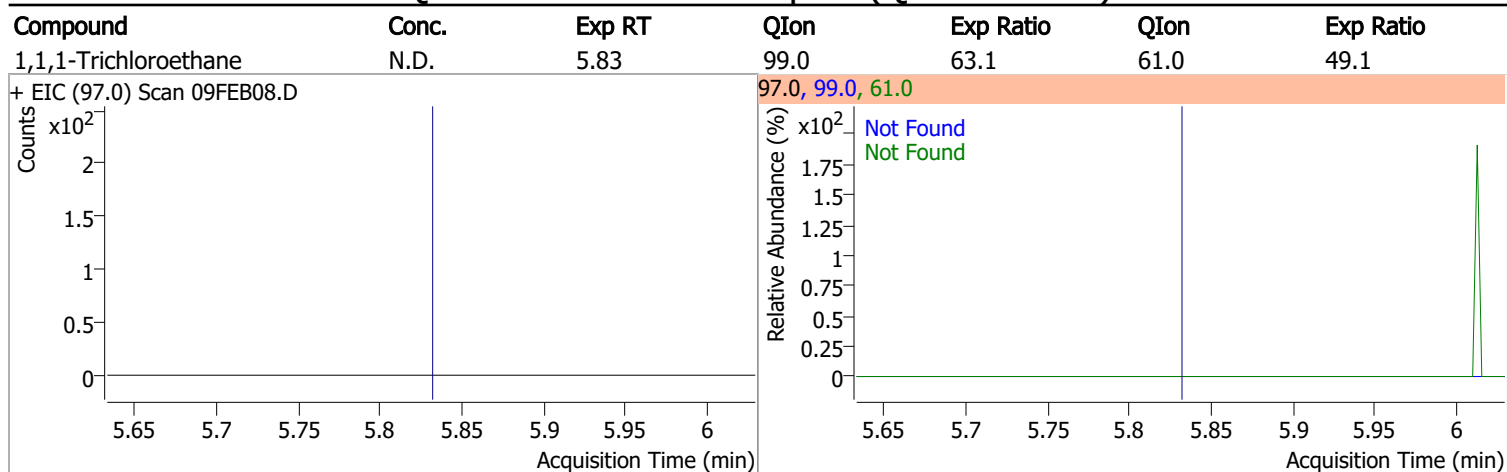 Compound Conc. Exp RT QIon Exp Ratio QIon Exp Ratio
1,1,1-Trichloroethane N.D. 5.83 99.0 63.1 61.0 49.1
+ EIC (97.0) Scan 09FEB08.D
Counts
x10²
2
1.5
1
0.5
0
5.65 5.7 5.75 5.8 5.85 5.9 5.95 6
Acquisition Time (min)
97.0, 99.0, 61.0
Relative Abundance (%)
x10²
Not Found
Not Found
1.75
1.5
1.25
1
0.75
0.5
0.25
0
5.65 5.7 5.75 5.8 5.85 5.9 5.95 6
Acquisition Time (min)